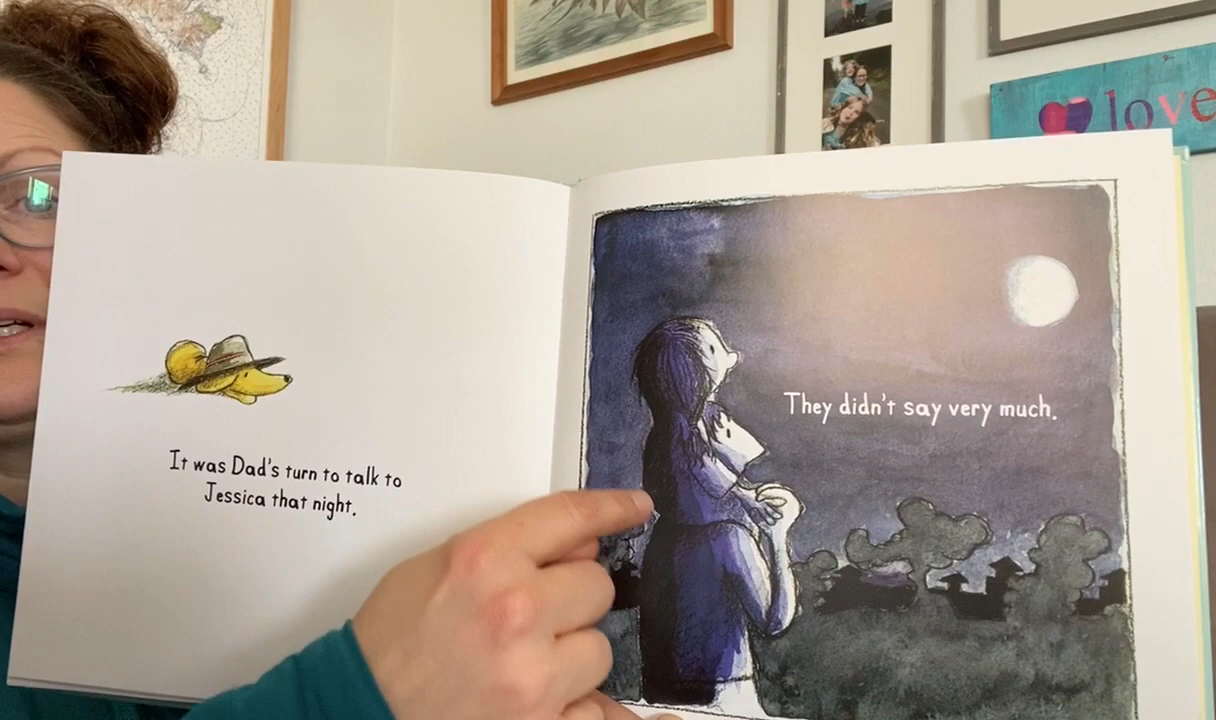 love
It was Dad's turn to talk to
Jessica that night.
They didn't say very much.